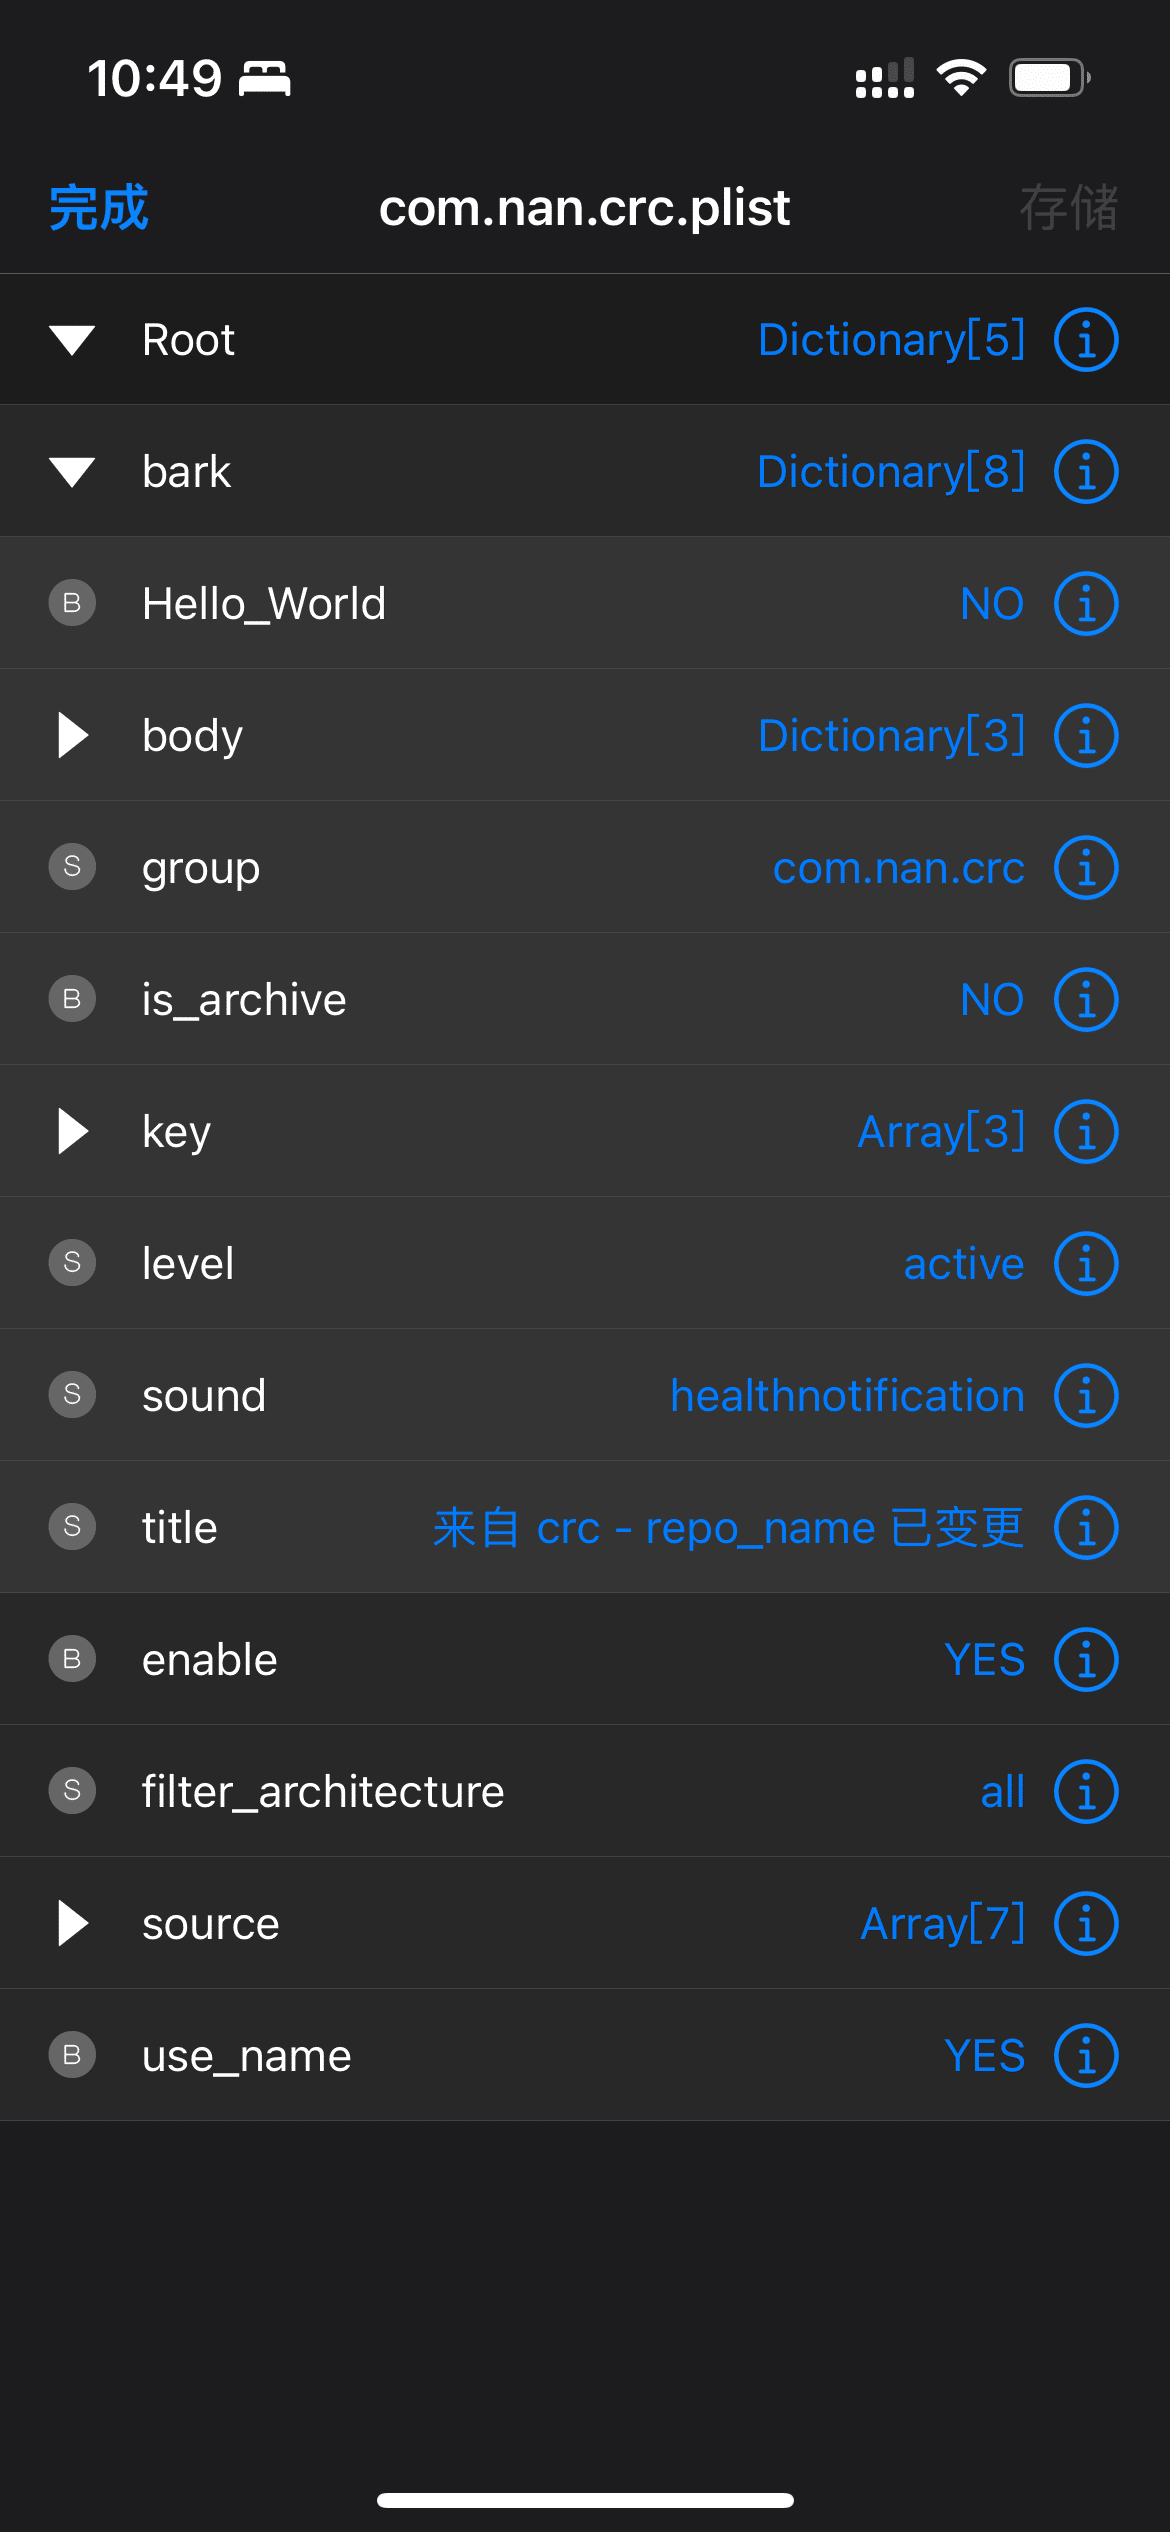 10:49
完成 com.nan.crc.plist 存储
Root Dictionary[5]
bark Dictionary[8]
B Hello_World NO
body Dictionary[3]
S group com.nan.crc
B is_archive NO
key Array[3]
S level active
S sound healthnotification
S title 来自 crc - repo_name 已变更
B enable YES
S filter_architecture all
source Array[7]
B use_name YES